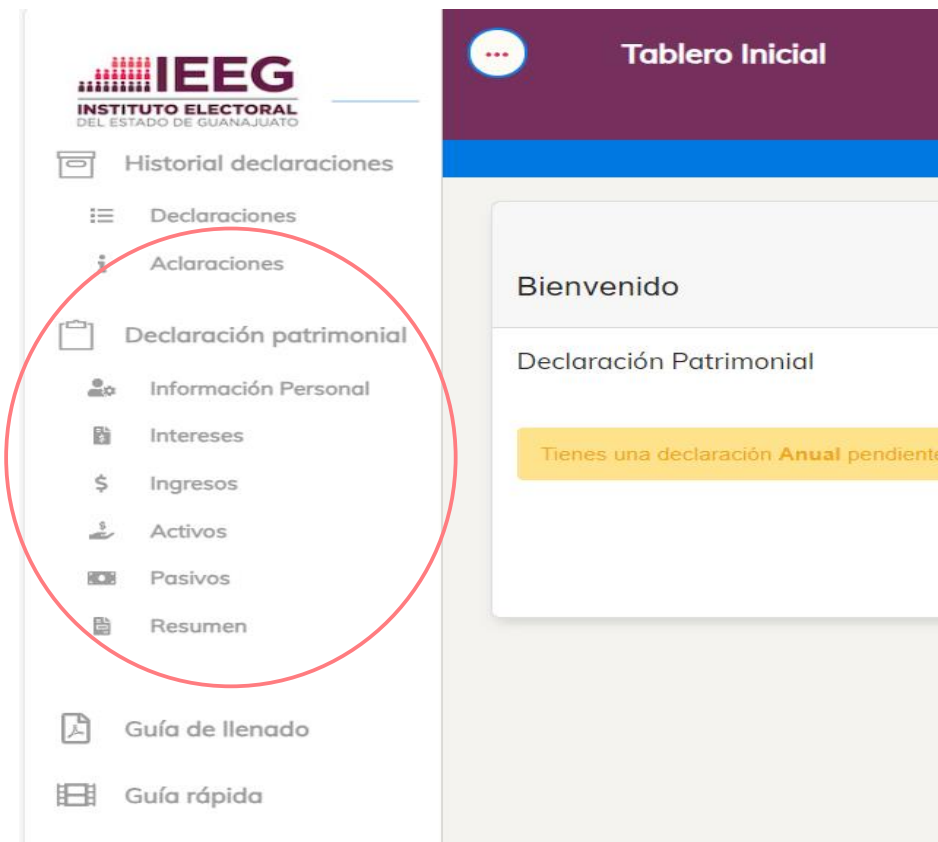 IEEG
INSTITUTO ELECTORAL
DEL ESTADO DE GUANAJUATO
Historial declaraciones
Declaraciones
Aclaraciones
Declaración patrimonial
Información Personal
Intereses
Ingresos
Activos
Pasivos
Resumen
Guía de llenado
Guía rápida
Tablero Inicial
Bienvenido
Declaración Patrimonial
Tienes una declaración Anual pendiente